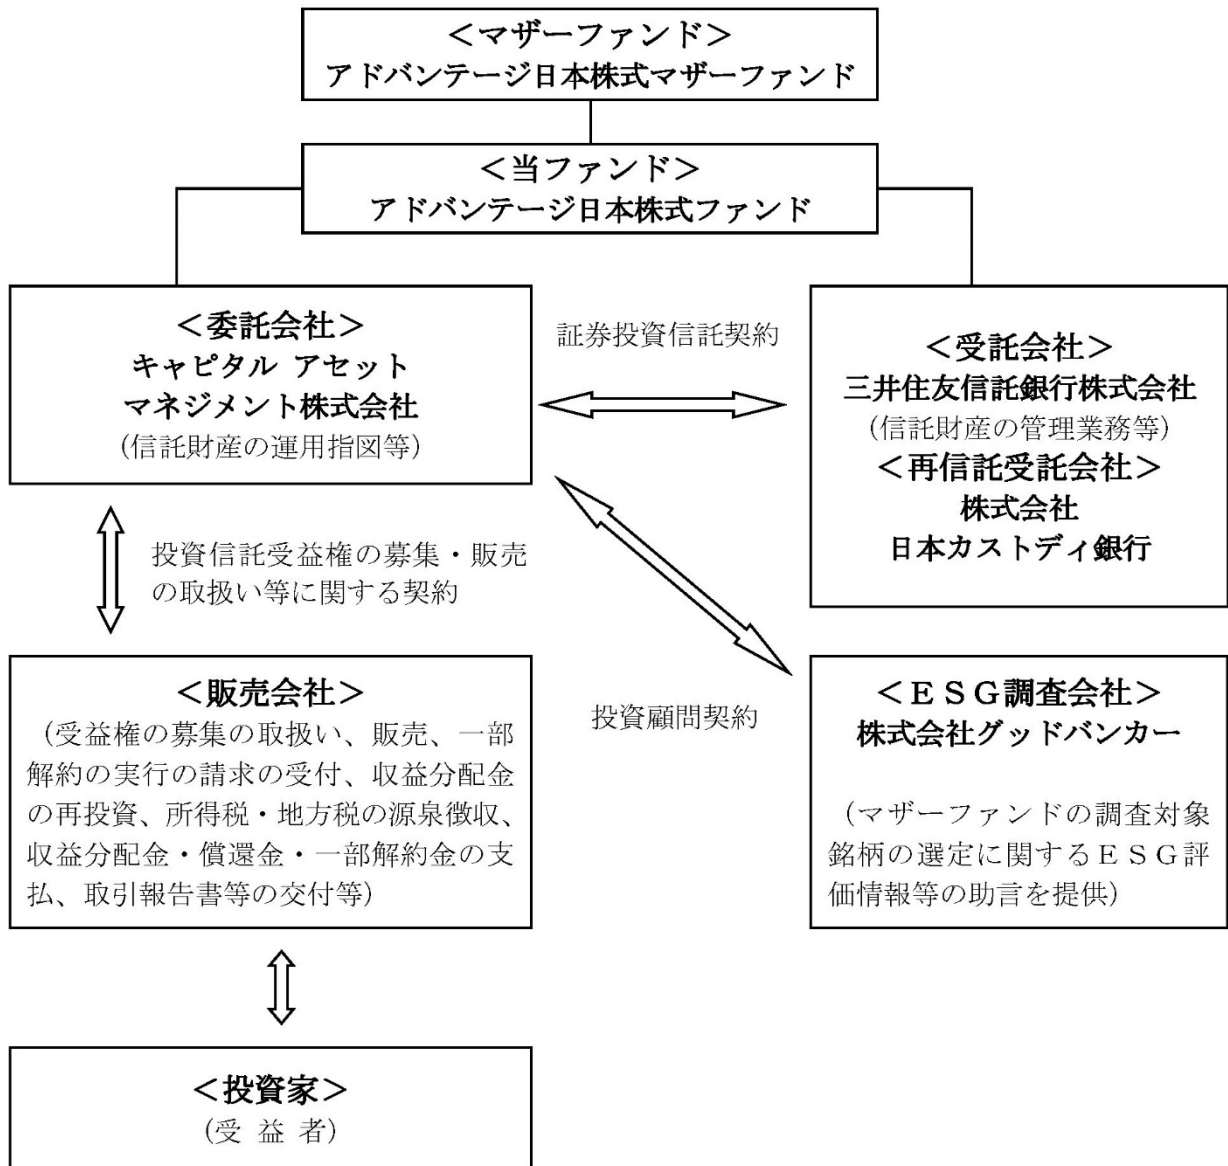 ＜マザーファンド＞
アドバンテージ日本株式マザーファンド
＜当ファンド＞
アドバンテージ日本株式ファンド
＜委託会社＞
キャピタル アセット
マネジメント株式会社
(信託財産の運用指図等)
証券投資信託契約
＜受託会社＞
三井住友信託銀行株式会社
(信託財産の管理業務等)
＜再信託受託会社＞
株式会社
日本カストディ銀行
投資信託受益権の募集・販売
の取扱い等に関する契約
＜販売会社＞
（受益権の募集の取扱い、販売、一部
解約の実行の請求の受付、収益分配金
の再投資、所得税・地方税の源泉徴収、
収益分配金・償還金・一部解約金の支
払、取引報告書等の交付等）
投資顧問契約
＜ＥＳＧ調査会社＞
株式会社グッドバンカー
（マザーファンドの調査対象
銘柄の選定に関するＥＳＧ評
価情報等の助言を提供）
＜投資家＞
(受 益 者)